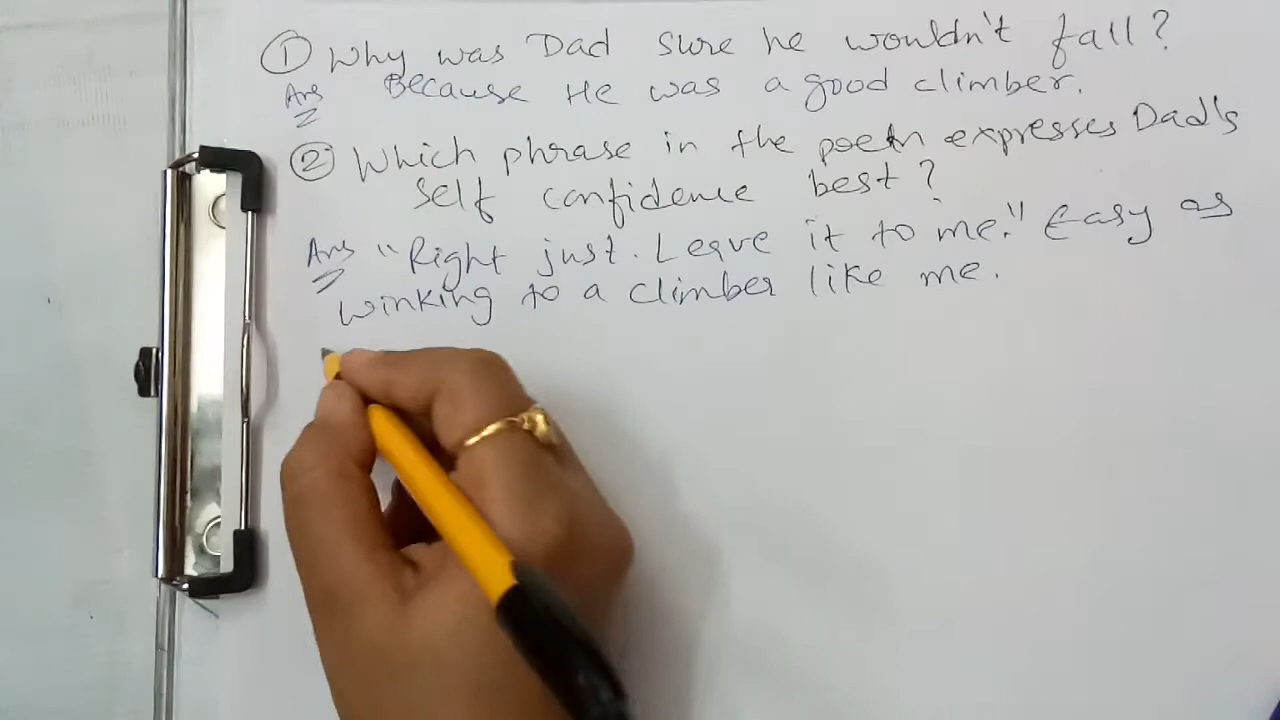 ① Why was Dad sure he wouldn't fall?
Ans Because He was a good climber.
② Which phrase in the poem expresses Dad's
self confidence best?
Ans "Right just. Leave it to me." Easy as
winking to a climber like me.